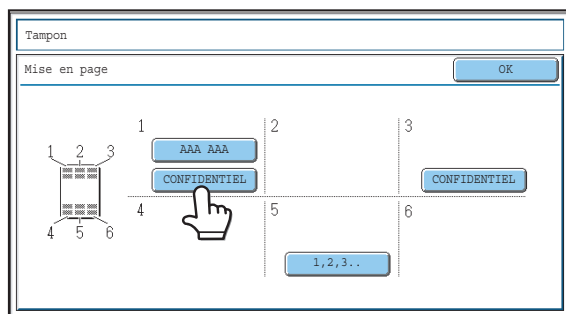 Tampon
Mise en page OK
1 2 3
AAA AAA
1 2 3
CONFIDENTIEL CONFIDENTIEL
4 5 6
4 5 6
1,2,3..